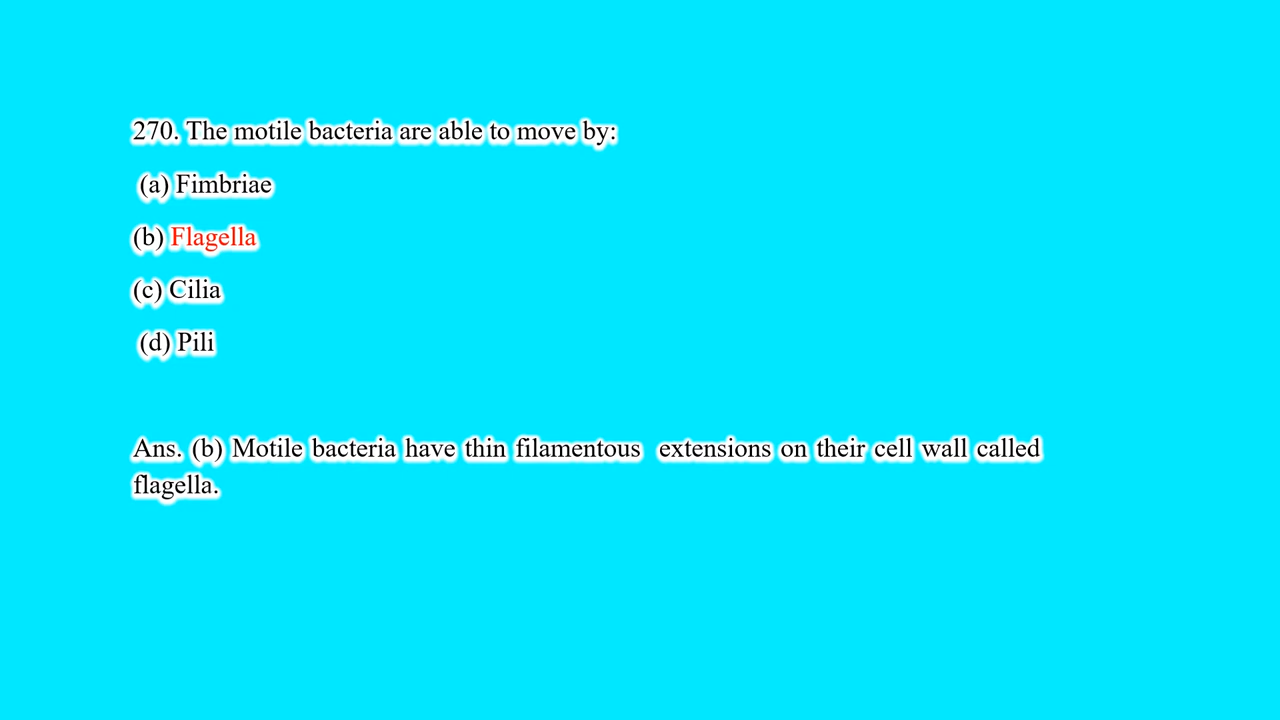 270. The motile bacteria are able to move by:
(a) Fimbriae
(b) Flagella
(c) Cilia
(d) Pili
Ans. (b) Motile bacteria have thin filamentous extensions on their cell wall called
flagella.